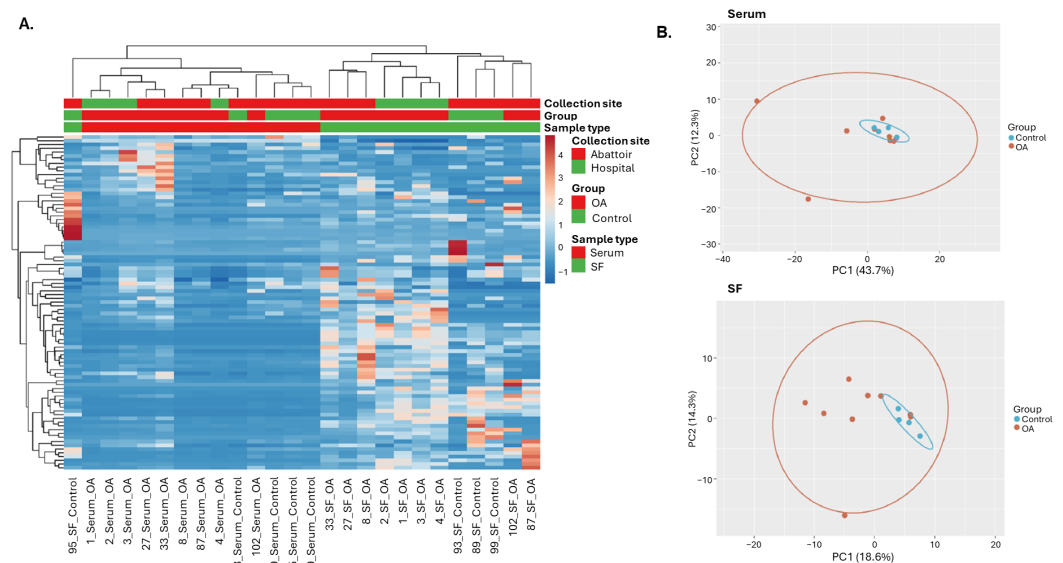 A.
Collection site
Group
Sample type
Collection site
Abattoir
Hospital
Group
OA
Control
Sample type
Serum
SF
4
3
2
1
0
−1
95_SF_Control
1_Serum_OA
2_Serum_OA
3_Serum_OA
27_Serum_OA
33_Serum_OA
8_Serum_OA
87_Serum_OA
4_Serum_OA
_Serum_Control
102_Serum_OA
_Serum_Control
_Serum_Control
_Serum_Control
33_SF_OA
27_SF_OA
8_SF_OA
2_SF_OA
1_SF_OA
3_SF_OA
4_SF_OA
93_SF_Control
89_SF_Control
99_SF_Control
102_SF_OA
87_SF_OA
B.
Serum
30
20
10
0
−10
−20
−30
−40
−20
0
20
PC2 (12.3%)
PC1 (43.7%)
Group
Control
OA
SF
10
0
−10
−20
−10
0
10
20
PC2 (14.3%)
PC1 (18.6%)
Group
Control
OA